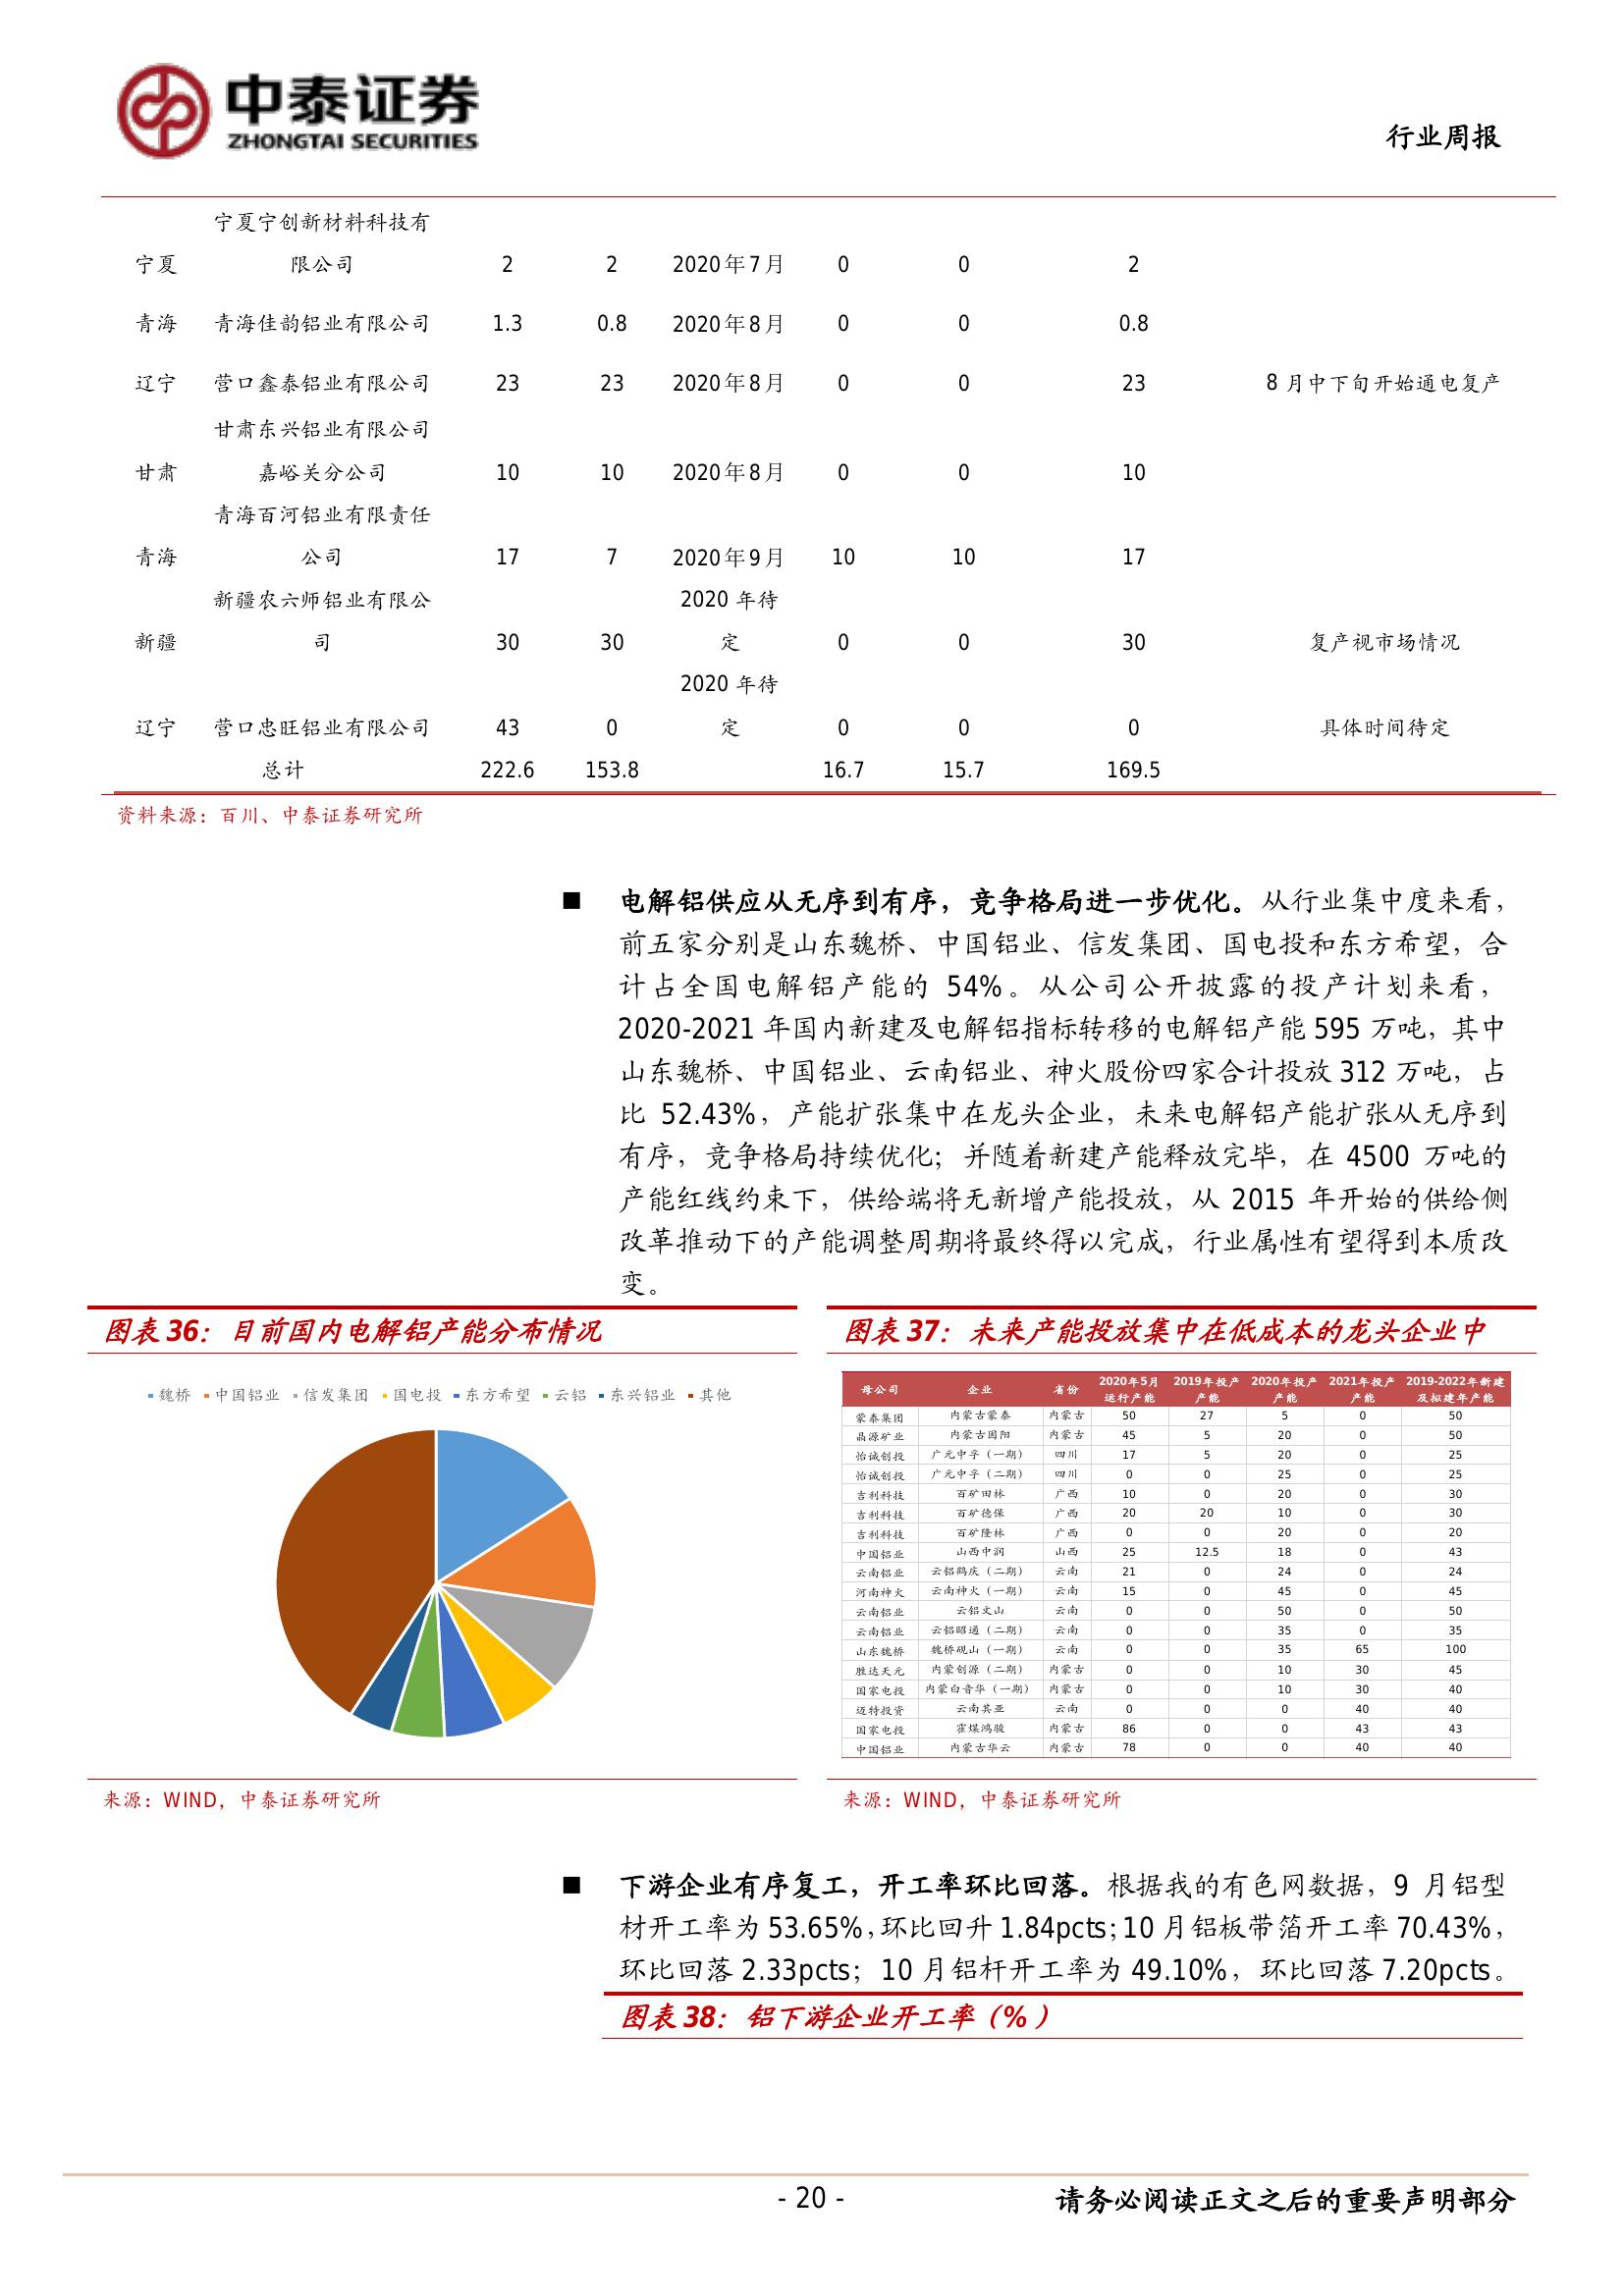 中泰证券
ZHONGTAI SECURITIES
行业周报
宁夏宁创新材料科技有
宁夏 限公司 2 2 2020年7月 0 0 2
青海 青海佳韵铝业有限公司 1.3 0.8 2020年8月 0 0 0.8
辽宁 营口鑫泰铝业有限公司 23 23 2020年8月 0 0 23 8 月中下旬开始通电复产
甘肃东兴铝业有限公司
甘肃 嘉峪关分公司 10 10 2020年8月 0 0 10
青海百河铝业有限责任
青海 公司 17 7 2020年9月 10 10 17
新疆农六师铝业有限公 2020 年待
新疆 司 30 30 定 0 0 30 复产视市场情况
2020 年待
辽宁 营口忠旺铝业有限公司 43 0 定 0 0 0 具体时间待定
总计 222.6 153.8 16.7 15.7 169.5
资料来源：百川、中泰证券研究所
■ 电解铝供应从无序到有序，竞争格局进一步优化。从行业集中度来看，
前五家分别是山东魏桥、中国铝业、信发集团、国电投和东方希望，合
计占全国电解铝产能的 54%。从公司公开披露的投产计划来看，
2020-2021 年国内新建及电解铝指标转移的电解铝产能 595 万吨，其中
山东魏桥、中国铝业、云南铝业、神火股份四家合计投放 312 万吨，占
比 52.43%，产能扩张集中在龙头企业，未来电解铝产能扩张从无序到
有序，竞争格局持续优化；并随着新建产能释放完毕，在 4500 万吨的
产能红线约束下，供给端将无新增产能投放，从 2015 年开始的供给侧
改革推动下的产能调整周期将最终得以完成，行业属性有望得到本质改
变。
图表 36：目前国内电解铝产能分布情况
魏桥 中国铝业 信发集团 国电投 东方希望 云铝 东兴铝业 其他
来源：WIND，中泰证券研究所
图表 37：未来产能投放集中在低成本的龙头企业中
母公司 企业 省份 2020年5月运行产能 2019年投产产能 2020年投产产能 2021年投产产能 2019-2022年新建及拟建年产能
蒙泰集团 内蒙古蒙泰 内蒙古 50 27 5 0 50
晶源矿业 内蒙古固阳 内蒙古 45 5 20 0 50
怡诚创投 广元中孚（一期） 四川 17 5 20 0 25
怡诚创投 广元中孚（二期） 四川 0 0 25 0 25
吉利科技 百矿田林 广西 10 0 20 0 30
吉利科技 百矿德保 广西 20 20 10 0 30
吉利科技 百矿隆林 广西 0 0 20 0 20
中国铝业 山西中润 山西 25 12.5 18 0 43
云南铝业 云铝鹤庆（二期） 云南 21 0 24 0 24
河南神火 云南神火（一期） 云南 15 0 45 0 45
云南铝业 云铝文山 云南 0 0 50 0 50
云南铝业 云铝昭通（二期） 云南 0 0 35 0 35
山东魏桥 魏桥砚山（一期） 云南 0 0 35 65 100
胜达天元 内蒙创源（二期） 内蒙古 0 0 10 30 45
国家电投 内蒙白音华（一期） 内蒙古 0 0 10 30 40
迈特投资 云南其亚 云南 0 0 0 40 40
国家电投 霍煤鸿骏 内蒙古 86 0 0 43 43
中国铝业 内蒙古华云 内蒙古 78 0 0 40 40
来源：WIND，中泰证券研究所
■ 下游企业有序复工，开工率环比回落。根据我的有色网数据，9 月铝型
材开工率为 53.65%，环比回升 1.84pcts；10 月铝板带箔开工率 70.43%，
环比回落 2.33pcts；10 月铝杆开工率为 49.10%，环比回落 7.20pcts。
图表 38：铝下游企业开工率（%）
- 20 -
请务必阅读正文之后的重要声明部分